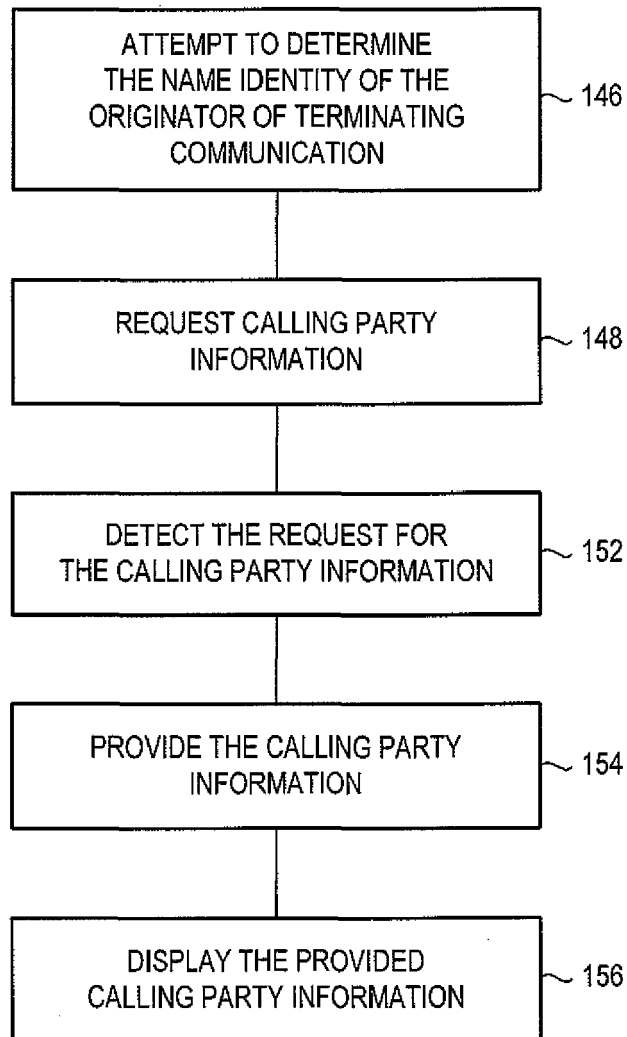 ATTEMPT TO DETERMINE
THE NAME IDENTITY OF THE
ORIGINATOR OF TERMINATING
COMMUNICATION
146
REQUEST CALLING PARTY
INFORMATION
148
DETECT THE REQUEST FOR
THE CALLING PARTY INFORMATION
152
PROVIDE THE CALLING PARTY
INFORMATION
154
DISPLAY THE PROVIDED
CALLING PARTY INFORMATION
156